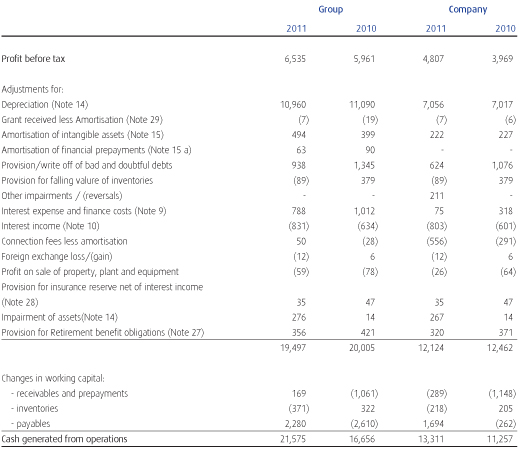 Group Company
2011 2010 2011 2010
Profit before tax 6,535 5,961 4,807 3,969
Adjustments for:
Depreciation (Note 14) 10,960 11,090 7,056 7,017
Grant received less Amortisation (Note 29) (7) (19) (7) (6)
Amortisation of intangible assets (Note 15) 494 399 222 227
Amortisation of financial prepayments (Note 15 a) 63 90 - -
Provision/write off of bad and doubtful debts 938 1,345 624 1,076
Provision for falling valure of inventories (89) 379 (89) 379
Other impairments / (reversals) - - 211 -
Interest expense and finance costs (Note 9) 788 1,012 75 318
Interest income (Note 10) (831) (634) (803) (601)
Connection fees less amortisation 50 (28) (556) (291)
Foreign exchange loss/(gain) (12) 6 (12) 6
Profit on sale of property, plant and equipment (59) (78) (26) (64)
Provision for insurance reserve net of interest income
(Note 28) 35 47 35 47
Impairment of assets(Note 14) 276 14 267 14
Provision for Retirement benefit obligations (Note 27) 356 421 320 371
19,497 20,005 12,124 12,462
Changes in working capital:
- receivables and prepayments 169 (1,061) (289) (1,148)
- inventories (371) 322 (218) 205
- payables 2,280 (2,610) 1,694 (262)
Cash generated from operations 21,575 16,656 13,311 11,257